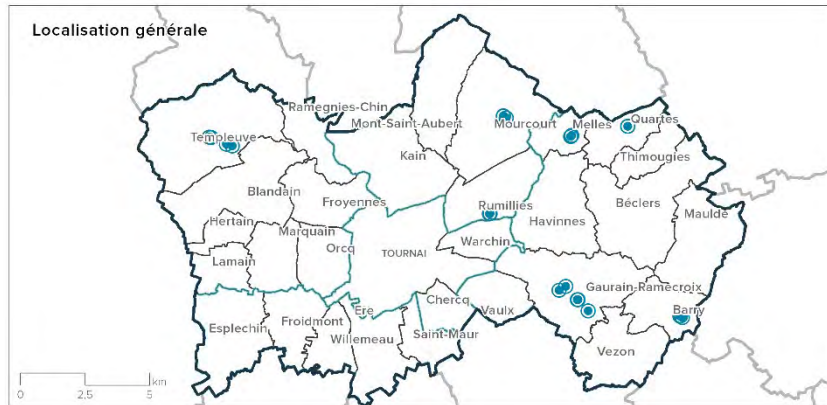 Localisation générale
Ramegnies-Chin
Mont-Saint-Aubert
Mourcourt
Melles
Quartes
Templeuve
Kain
Thimougies
Blandain
Froyennes
Rumillies
Havinnes
Béclers
Maulde
Hertain
Marquain
Orcq
TOURNAI
Warchin
Lamain
Gaurain-Ramecroix
Chercq
Vaulx
Barry
Ere
Esplechin
Froidmont
Willemeau
Saint-Maur
Vezon
0 2,5 5 km